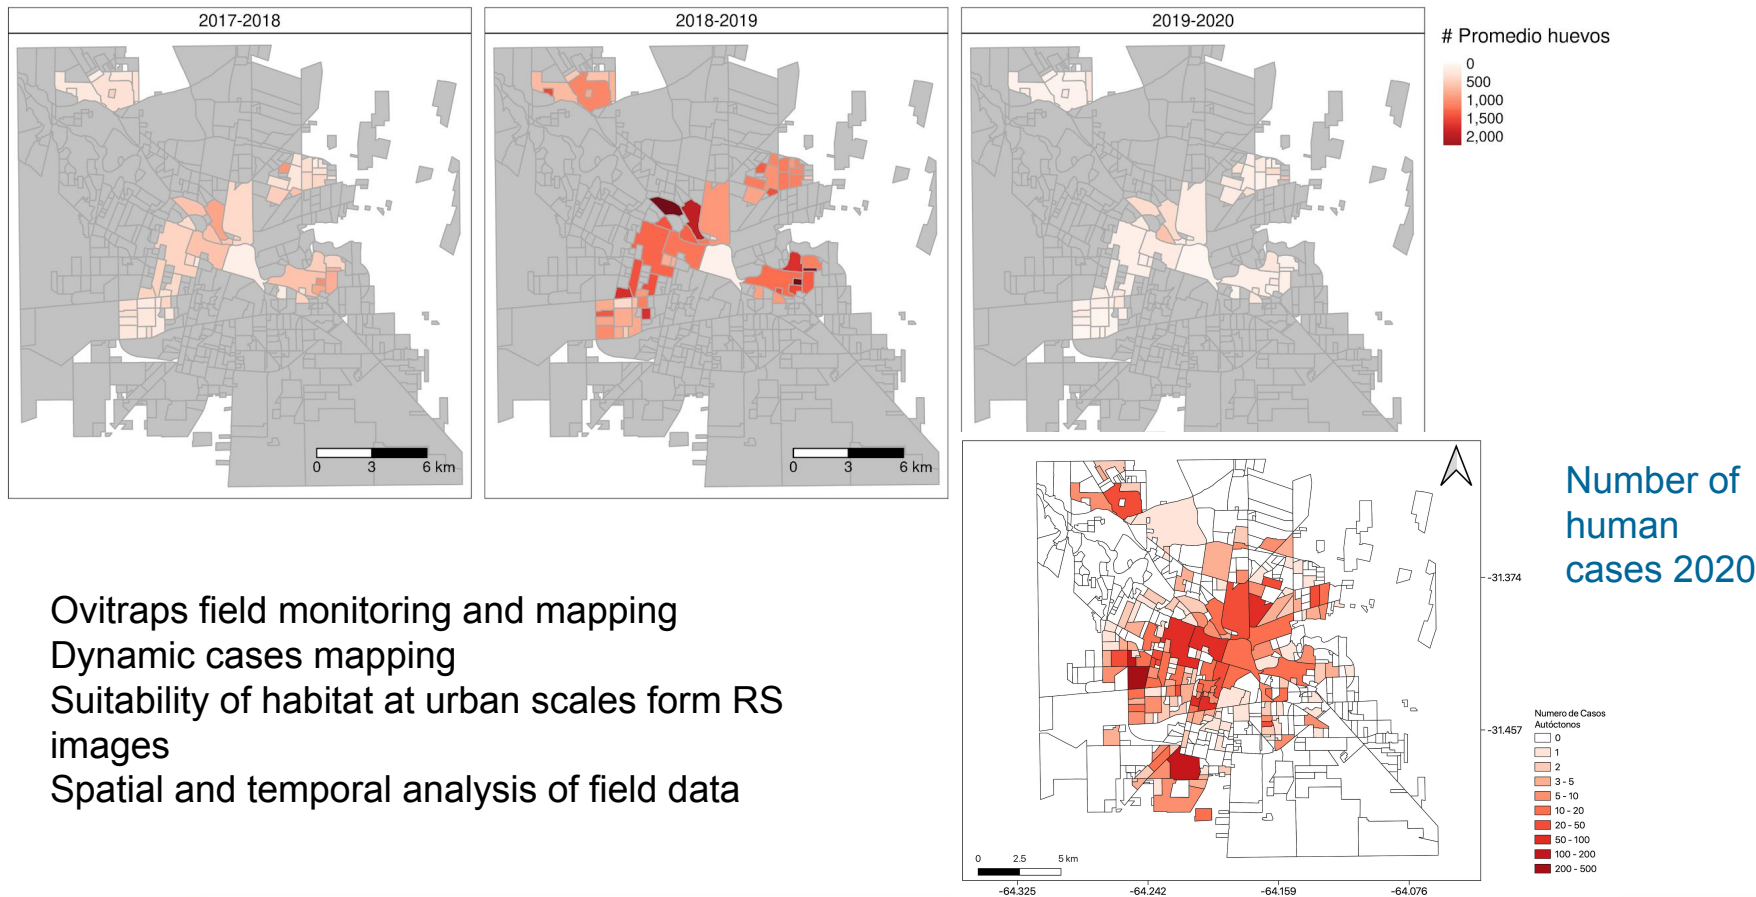 2017-2018
2018-2019
2019-2020
# Promedio huevos
0
500
1,000
1,500
2,000
0 3 6 km
0 3 6 km
Number of
human
cases 2020
-31.374
-31.457
Numero de Casos
Autóctonos
0
1
2
3 - 5
5 - 10
10 - 20
20 - 50
50 - 100
100 - 200
200 - 500
0 2.5 5 km
-64.325 -64.242 -64.159 -64.076
Ovitraps field monitoring and mapping
Dynamic cases mapping
Suitability of habitat at urban scales form RS
images
Spatial and temporal analysis of field data